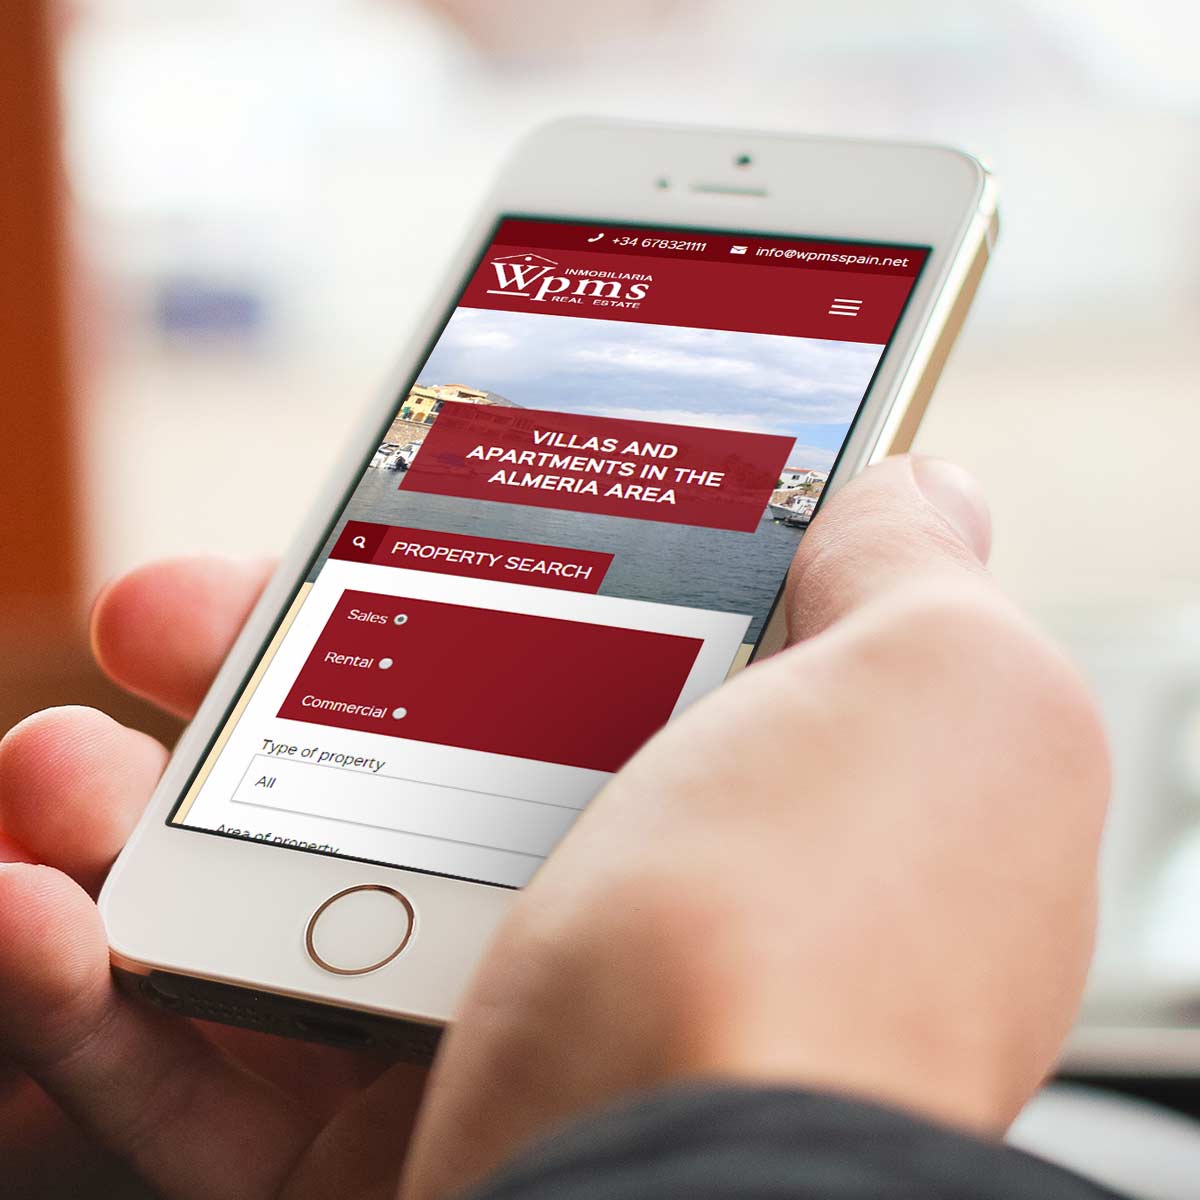 +34 678321111 info@wpmsspain.net
INMOBILIARIA
Wpms
REAL ESTATE
VILLAS AND
APARTMENTS IN THE
ALMERIA AREA
PROPERTY SEARCH
Sales
Rental
Commercial
Type of property
All
Area of property